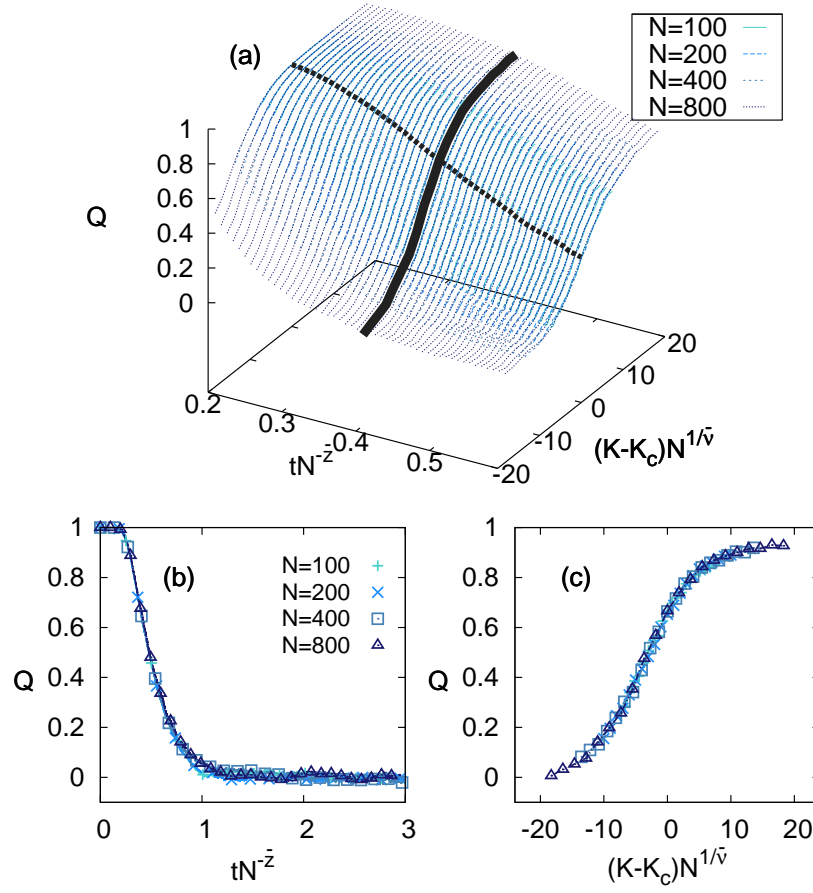 (a)
N=100
N=200
N=400
N=800
1
0.8
0.6
0.4
0.2
0
Q
0.2
0.3
0.4
0.5
tN^{-z̄}
-20
-10
0
10
20
(K-K_c)N^{1/ν̄}
(b)
N=100
N=200
N=400
N=800
1
0.8
0.6
0.4
0.2
0
Q
0 1 2 3
tN^{-z̄}
(c)
1
0.8
0.6
0.4
0.2
0
Q
-20 -10 0 10 20
(K-K_c)N^{1/ν̄}